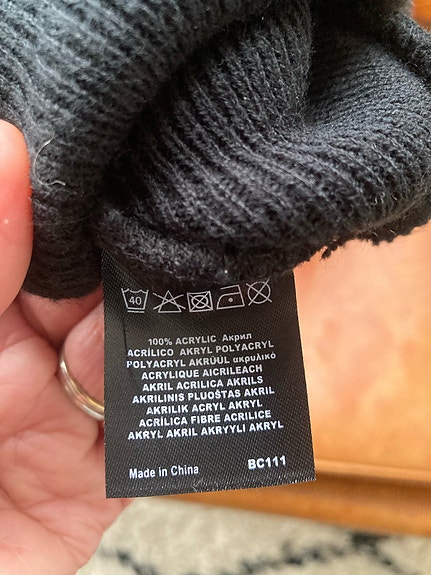 40
100% ACRYLIC Акрил
ACRÍLICO AKRYL POLYACRYL
POLYACRYL AKRÜÜL ακρυλικό
ACRYLIQUE AICRILEACH
AKRIL ACRILICA AKRILS
AKRILINIS PLUOŠTAS AKRIL
AKRILIK ACRYL AKRYL
ACRÍLICA FIBRE ACRILICE
AKRYL AKRIL AKRYYLI AKRYL
Made in China BC111